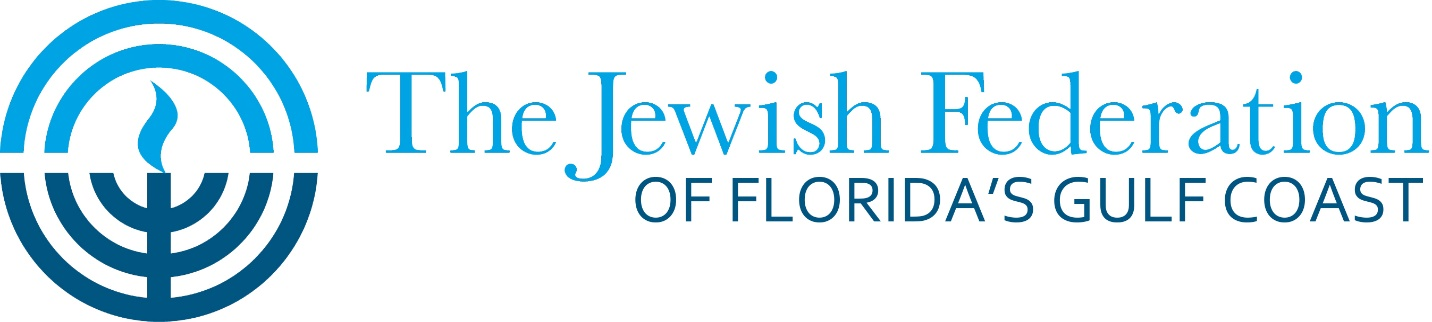 The Jewish Federation
OF FLORIDA'S GULF COAST